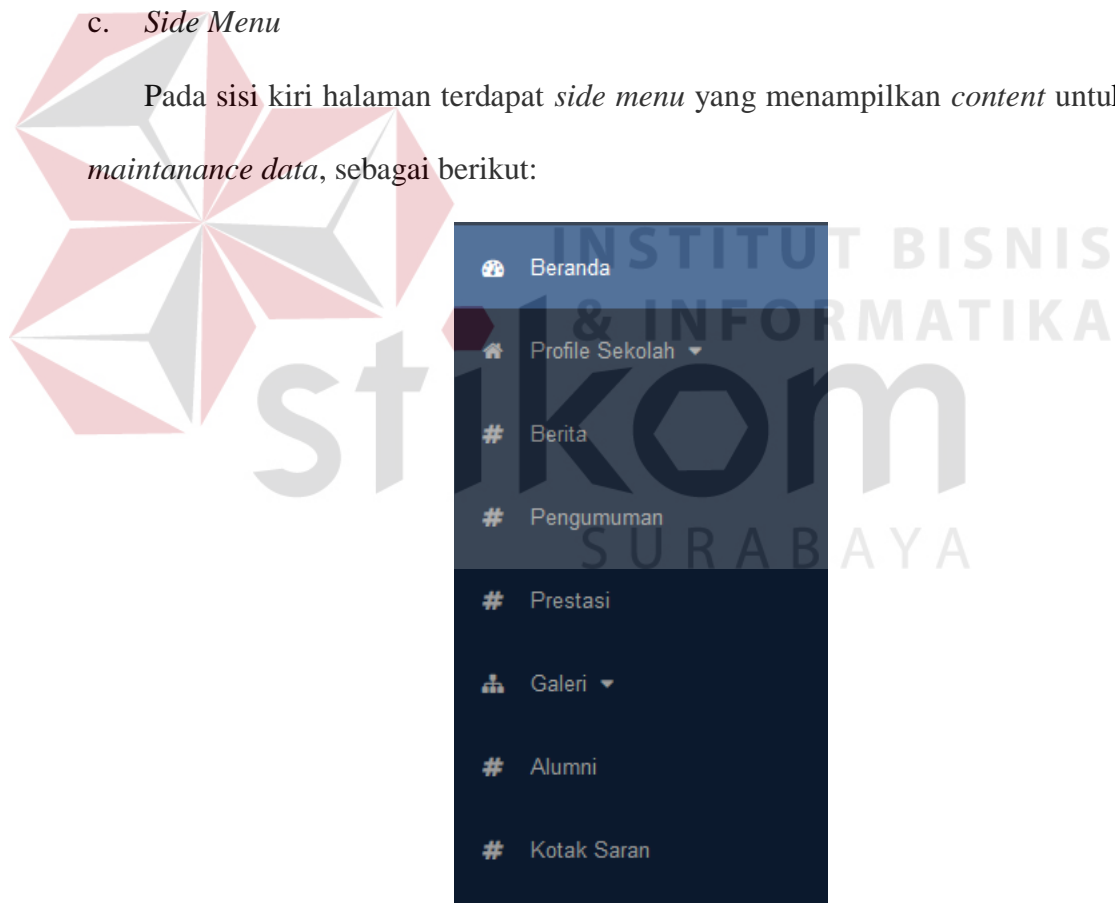 c. Side Menu
Pada sisi kiri halaman terdapat side menu yang menampilkan content untuk
maintanance data, sebagai berikut:
INSTITUT BISNIS
& INFORMATIKA
stikom
SURABAYA
Beranda
Profile Sekolah
# Berita
# Pengumuman
# Prestasi
Galeri
# Alumni
# Kotak Saran